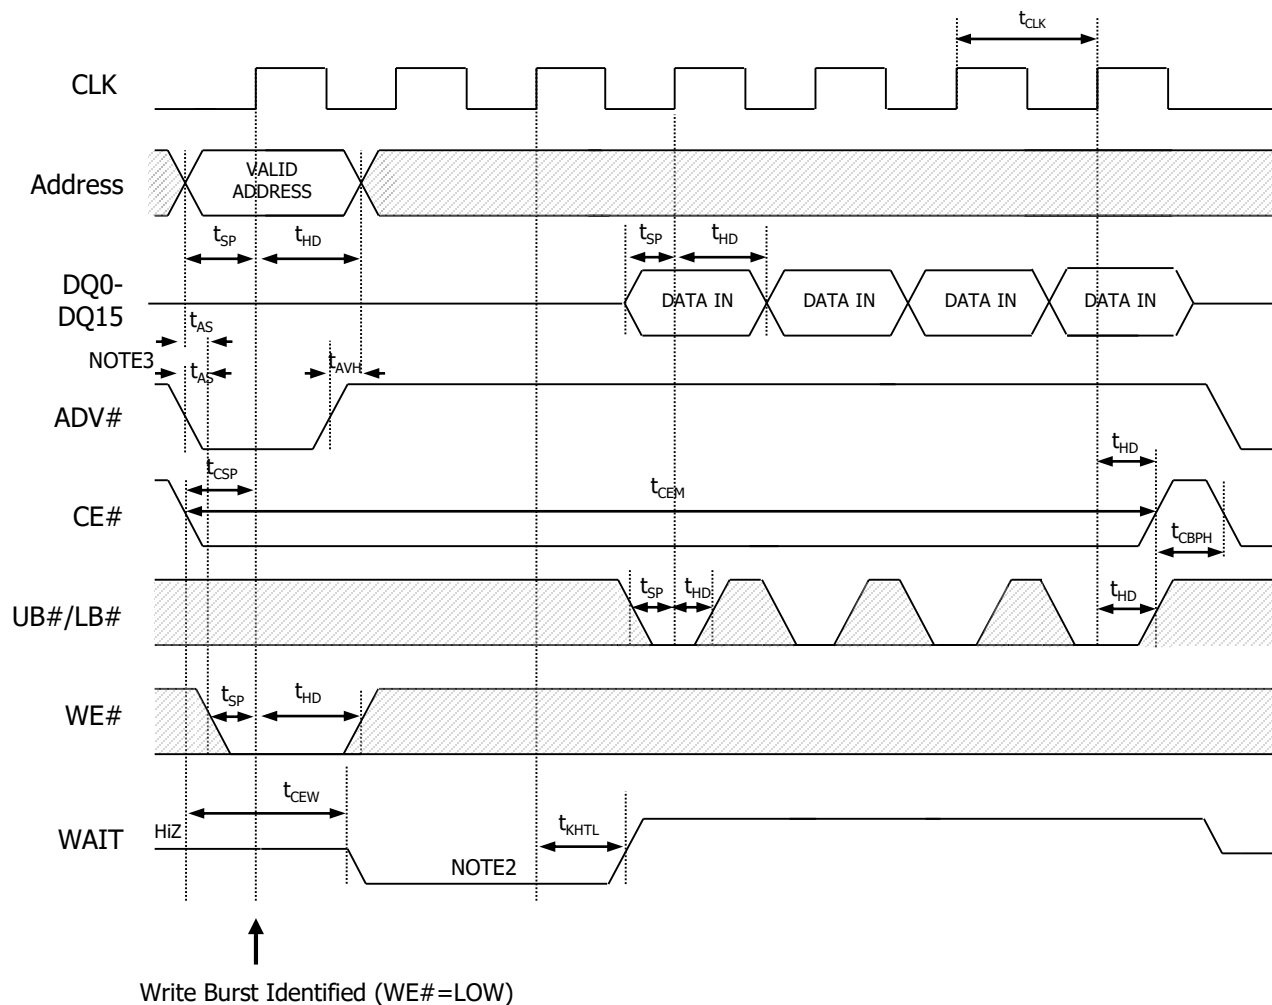 tCLK
CLK
VALID
ADDRESS
Address
tSP
tHD
tSP
tHD
DQ0-
DQ15
DATA IN
DATA IN
DATA IN
DATA IN
tAS
NOTE3
tAS
tAVH
ADV#
tHD
tCSP
tCEM
CE#
tCBPH
tSP
tHD
tHD
UB#/LB#
tSP
tHD
WE#
tCEW
HiZ
tKHTL
WAIT
NOTE2
Write Burst Identified (WE#=LOW)